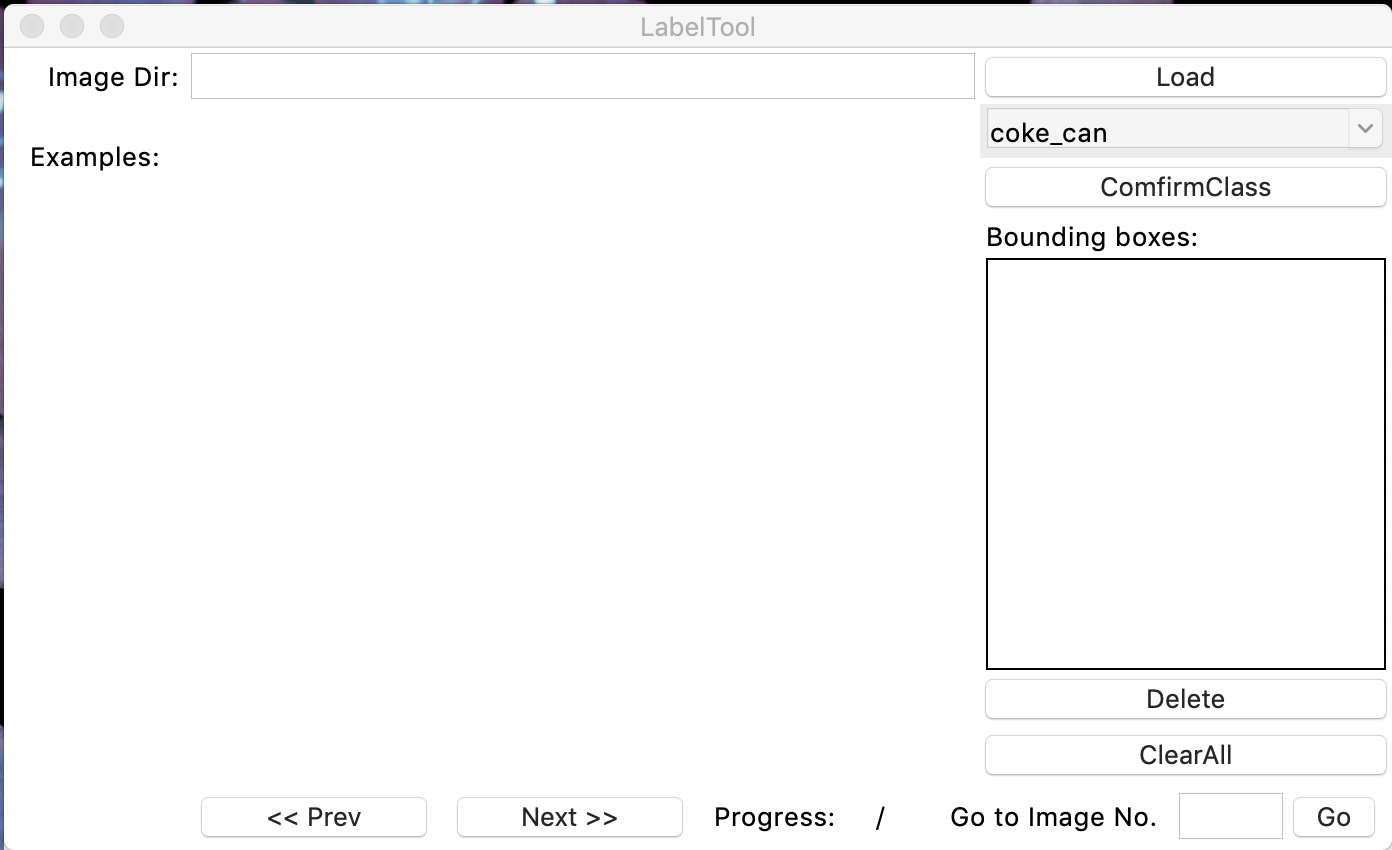 LabelTool
Image Dir:
Load
coke_can
Examples:
ComfirmClass
Bounding boxes:
Delete
ClearAll
<< Prev
Next >>
Progress: /
Go to Image No.
Go